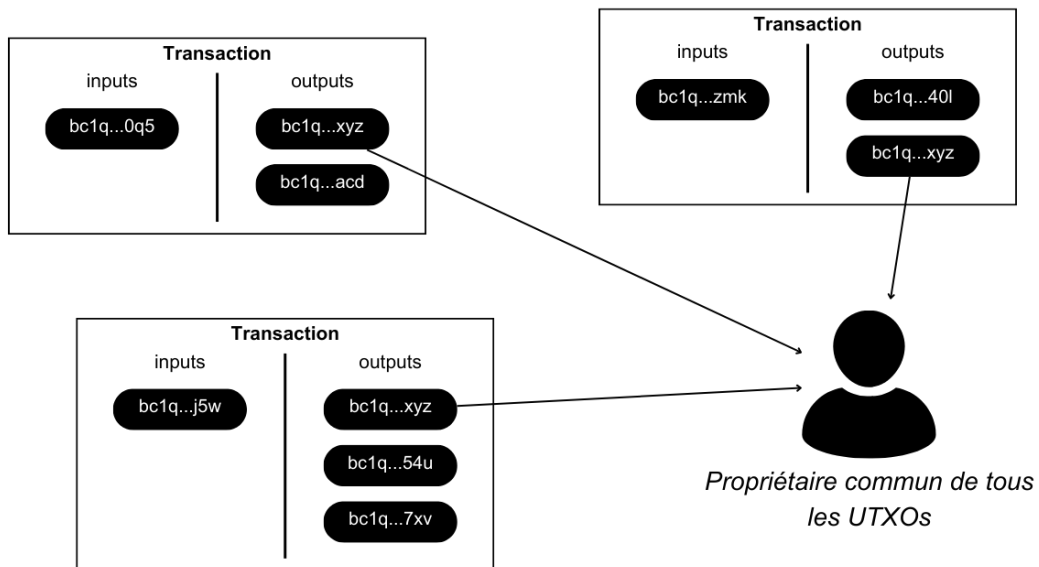 Transaction
inputs outputs
bc1q...0q5 bc1q...xyz
bc1q...acd
Transaction
inputs outputs
bc1q...zmk bc1q...40l
bc1q...xyz
Transaction
inputs outputs
bc1q...j5w bc1q...xyz
bc1q...54u
bc1q...7xv
Propriétaire commun de tous
les UTXOs